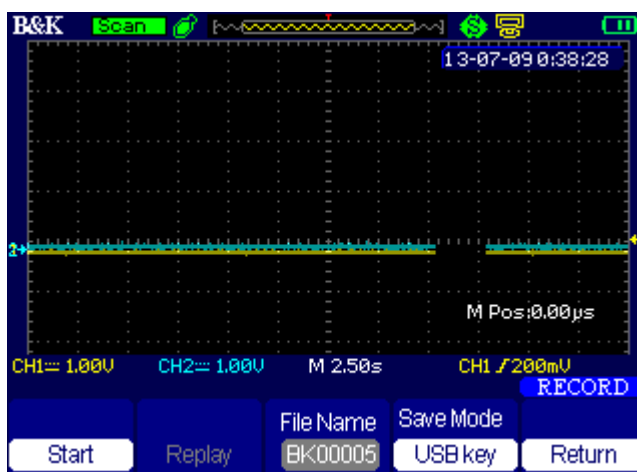 B&K Scan S
13-07-09 0:38:28
2
M Pos:0.00µs
CH1 1.00V CH2 1.00V M 2.50s CH1 200mV
RECORD
File Name Save Mode
Start Replay BK00005 USB key Return